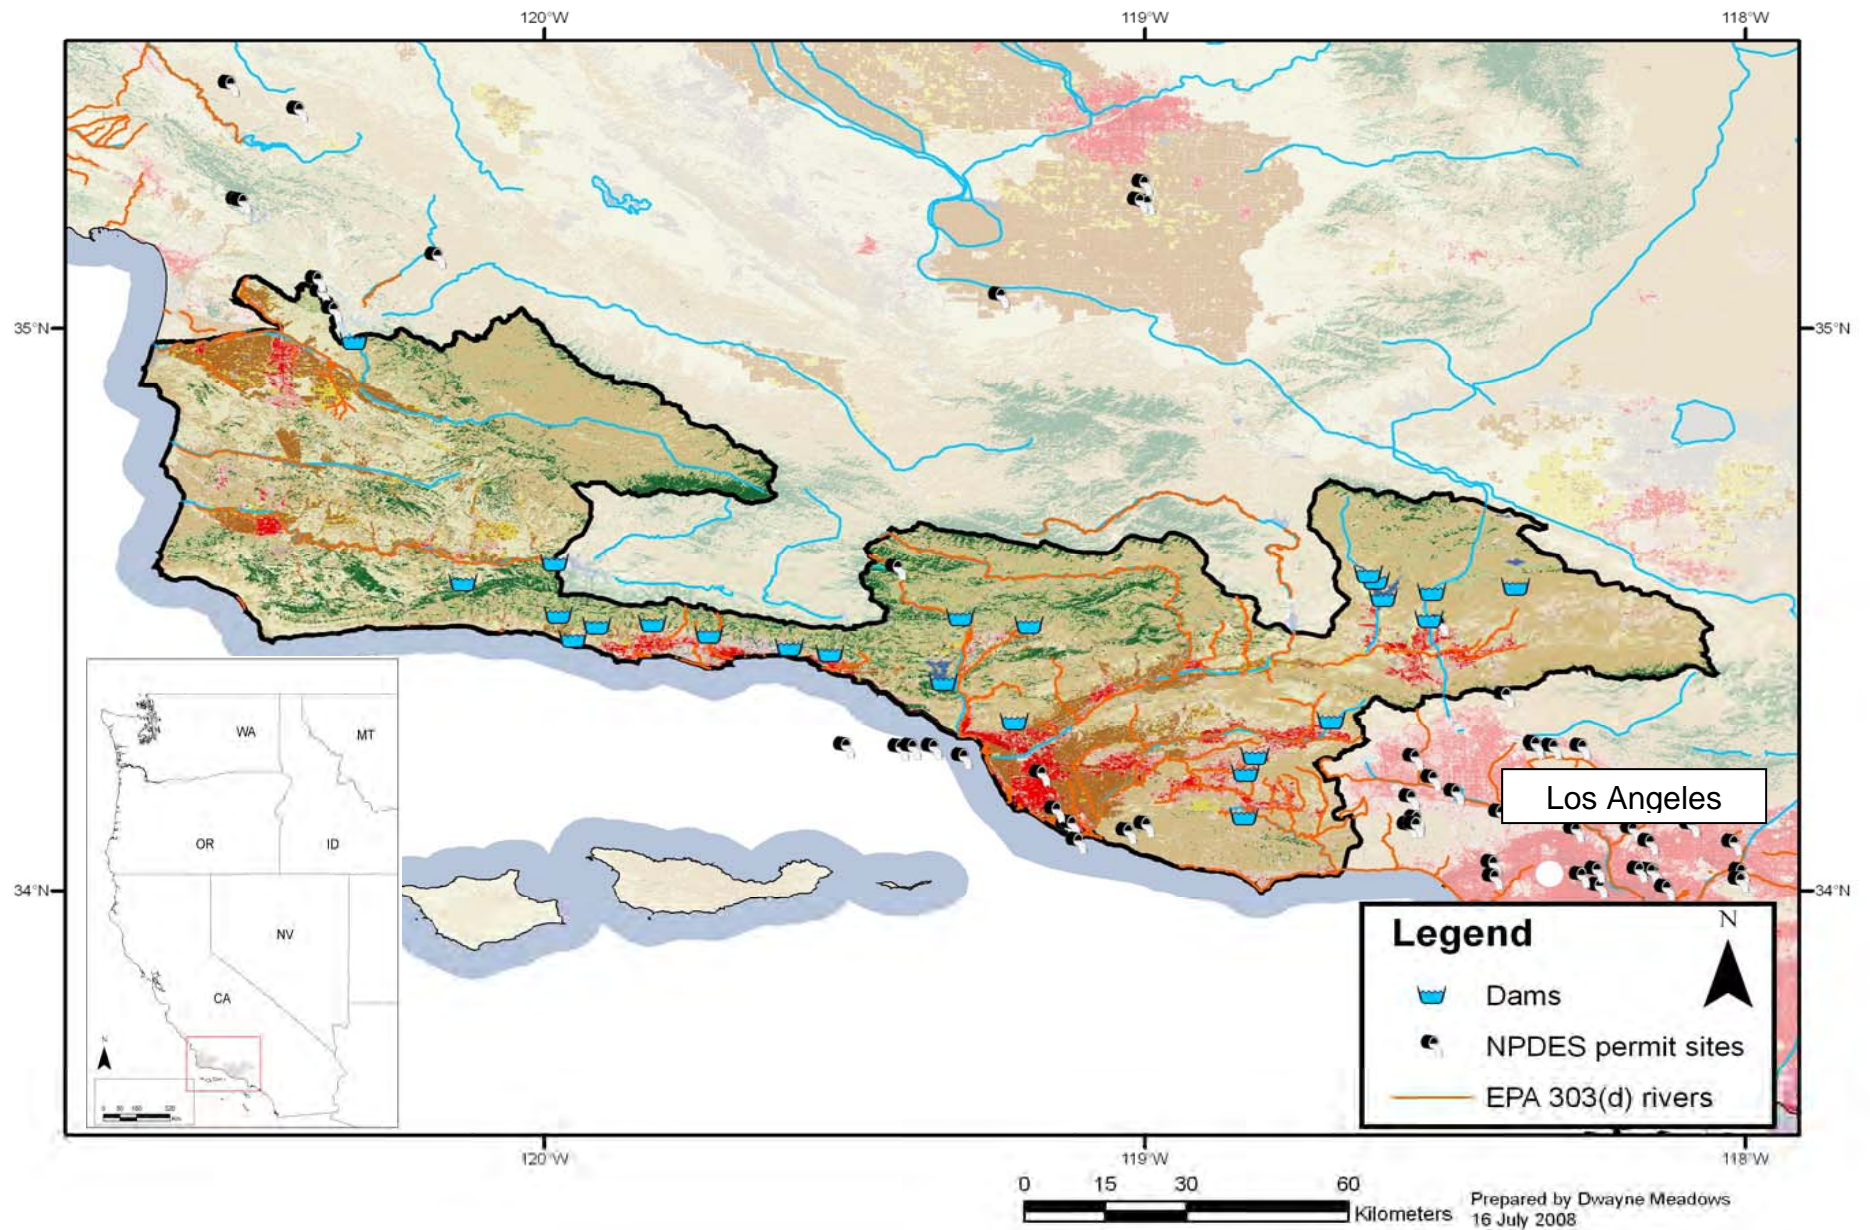 120°W
119°W
118°W
35°N
35°N
34°N
34°N
Los Angeles
WA
MT
OR
ID
NV
CA
N
Legend
N
Dams
NPDES permit sites
EPA 303(d) rivers
120°W
119°W
118°W
0 15 30 60
Kilometers
Prepared by Dwayne Meadows
16 July 2008